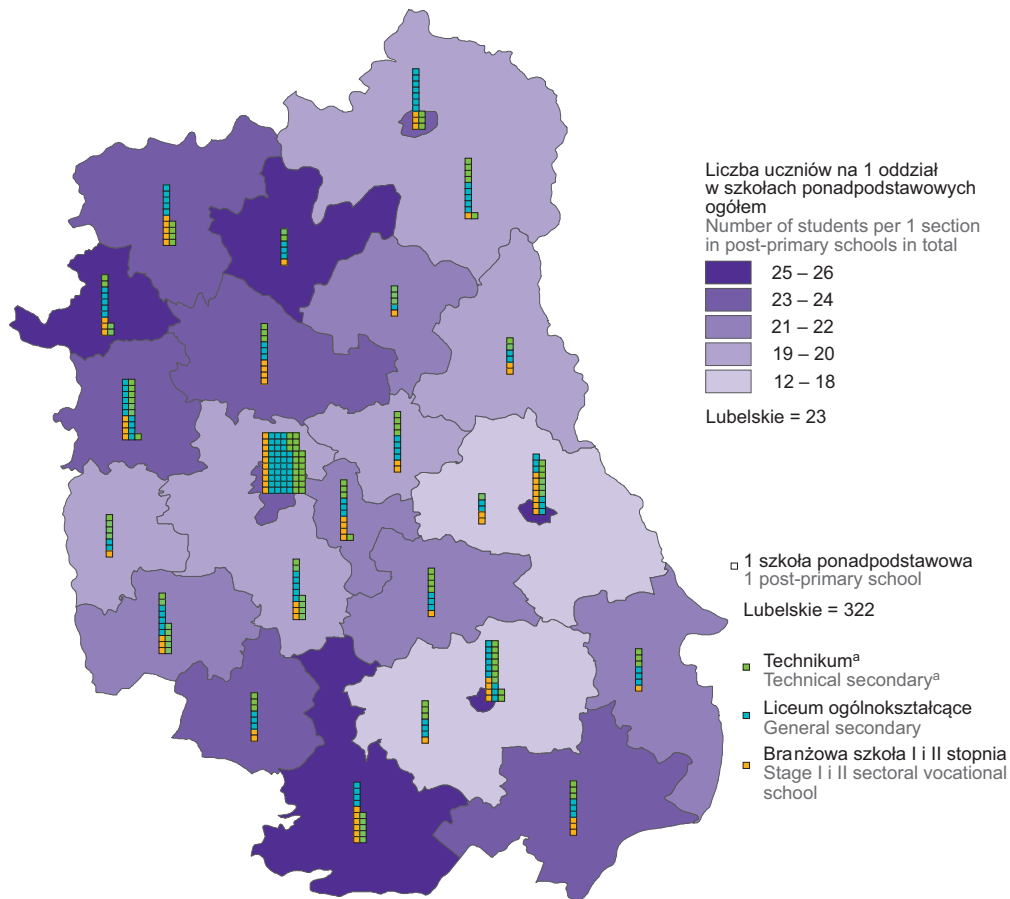 Liczba uczniów na 1 oddział
w szkołach ponadpodstawowych
ogółem
Number of students per 1 section
in post-primary schools in total
25 – 26
23 – 24
21 – 22
19 – 20
12 – 18
Lubelskie = 23
1 szkoła ponadpodstawowa
1 post-primary school
Lubelskie = 322
Technikumª
Technical secondaryª
Liceum ogólnokształcące
General secondary
Branżowa szkoła I i II stopnia
Stage I i II sectoral vocational
school